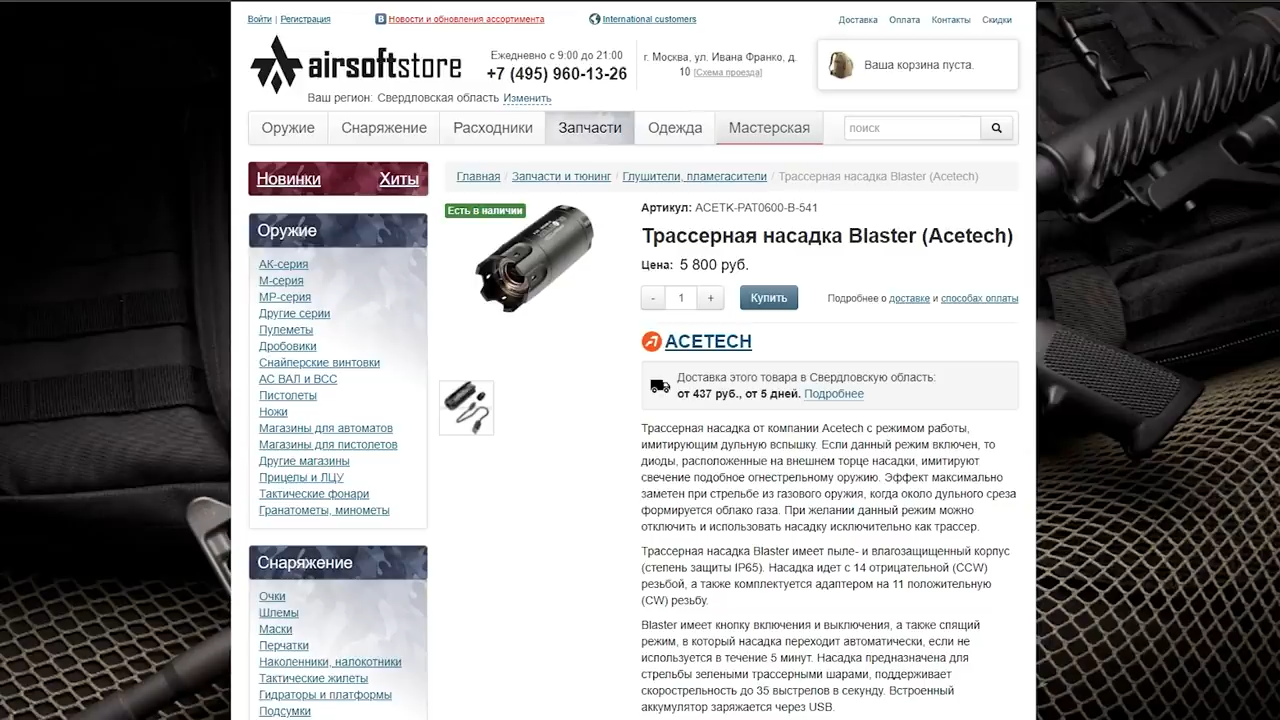 Войти | Регистрация
Новости и обновления ассортимента
International customers
Доставка Оплата Контакты Скидки
airsoftstore
Ежедневно с 9:00 до 21:00
+7 (495) 960-13-26
г. Москва, ул. Ивана Франко, д.
10 [Схема проезда]
Ваша корзина пуста.
Ваш регион: Свердловская область Изменить
Оружие Снаряжение Расходники Запчасти Одежда Мастерская поиск
Новинки Хиты
Оружие
АК-серия
М-серия
МР-серия
Другие серии
Пулеметы
Дробовики
Снайперские винтовки
АС ВАЛ и ВСС
Пистолеты
Ножи
Магазины для автоматов
Магазины для пистолетов
Другие магазины
Прицелы и ЛЦУ
Тактические фонари
Гранатометы, минометы
Снаряжение
Очки
Шлемы
Маски
Перчатки
Наколенники, налокотники
Тактические жилеты
Гидраторы и платформы
Подсумки
Главная / Запчасти и тюнинг / Глушители, пламегасители / Трассерная насадка Blaster (Acetech)
Есть в наличии
Артикул: ACETK-PAT0600-B-541
Трассерная насадка Blaster (Acetech)
Цена: 5 800 руб.
- 1 + Купить
Подробнее о доставке и способах оплаты
ACETECH
Доставка этого товара в Свердловскую область:
от 437 руб., от 5 дней. Подробнее
Трассерная насадка от компании Acetech с режимом работы,
имитирующим дульную вспышку. Если данный режим включен, то
диоды, расположенные на внешнем торце насадки, имитируют
свечение подобное огнестрельному оружию. Эффект максимально
заметен при стрельбе из газового оружия, когда около дульного среза
формируется облако газа. При желании данный режим можно
отключить и использовать насадку исключительно как трассер.
Трассерная насадка Blaster имеет пыле- и влагозащищенный корпус
(степень защиты IP65). Насадка идет с 14 отрицательной (CCW)
резьбой, а также комплектуется адаптером на 11 положительную
(CW) резьбу.
Blaster имеет кнопку включения и выключения, а также спящий
режим, в который насадка переходит автоматически, если не
используется в течение 5 минут. Насадка предназначена для
стрельбы зелеными трассерными шарами, поддерживает
скорострельность до 35 выстрелов в секунду. Встроенный
аккумулятор заряжается через USB.